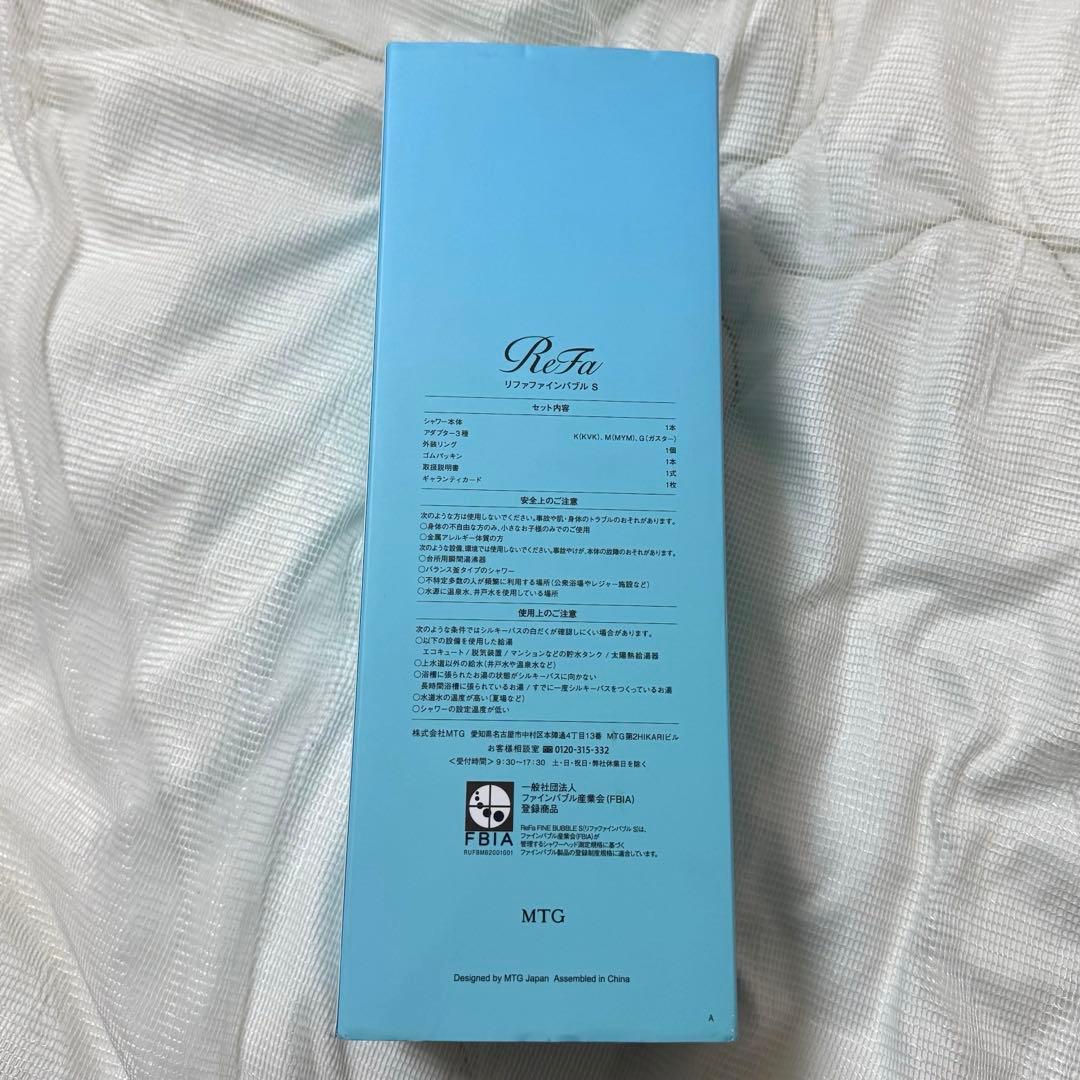 ReFa
リファファインバブル S
セット内容
シャワー本体 1本
アダプター3種 K(KVK)、M(MYM)、G(ガスター)
外装リング 1個
ゴムパッキン 1本
取扱説明書 1式
ギャランティカード 1枚
安全上のご注意
次のような方は使用しないでください。事故や肌・身体のトラブルのおそれがあります。
○身体の不自由な方のみ、小さなお子様のみでのご使用
○金属アレルギー体質の方
次のような設備、環境では使用しないでください。事故やけが、本体の故障のおそれがあります。
○台所用瞬間湯沸器
○バランス釜タイプのシャワー
○不特定多数の人が頻繁に利用する場所(公衆浴場やレジャー施設など)
○水源に温泉水、井戸水を使用している場所
使用上のご注意
次のような条件ではシルキーバスの白だくが確認しにくい場合があります。
○以下の設備を使用した給湯
エコキュート / 脱気装置 / マンションなどの貯水タンク / 太陽熱給湯器
○上水道以外の給水(井戸水や温泉水など)
○浴槽に張られたお湯の状態がシルキーバスに向かない
長時間浴槽に張られているお湯 / すでに一度シルキーバスをつくっているお湯
○水道水の温度が高い(夏場など)
○シャワーの設定温度が低い
株式会社MTG 愛知県名古屋市中村区本陣通4丁目13番 MTG第2HIKARIビル
お客様相談室 0120-315-332
<受付時間> 9:30〜17:30 土・日・祝日・弊社休業日を除く
一般社団法人
ファインバブル産業会(FBIA)
登録商品
FBIA
RUFBMB2001001
ReFa FINE BUBBLE S(リファファインバブル S)は、
ファインバブル産業会(FBIA)が
管理するシャワーヘッド測定規格に基づく
ファインバブル製品の登録制度規格に適合しています。
MTG
Designed by MTG Japan Assembled in China
A